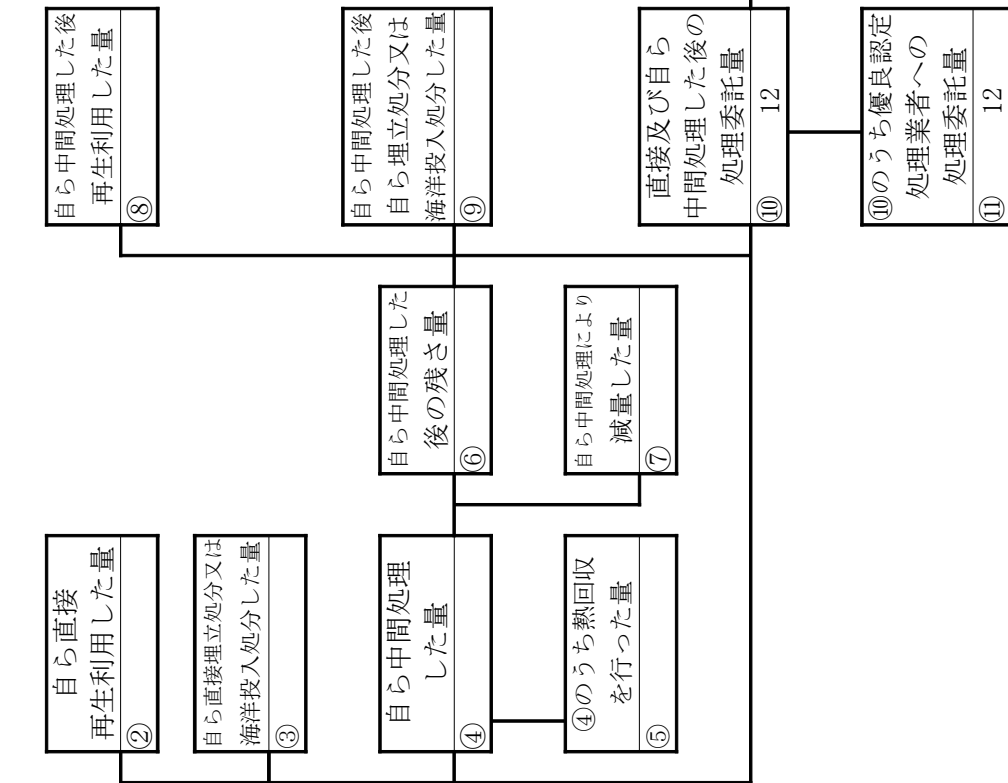 自ら直接
再生利用した量
②
自ら直接埋立処分又は
海洋投入処分した量
③
自ら中間処理
した量
④
④のうち熱回収
を行った量
⑤
自ら中間処理した
後の残さ量
⑥
自ら中間処理により
減量した量
⑦
自ら中間処理した後
再生利用した量
⑧
自ら中間処理した後
自ら埋立処分又は
海洋投入処分した量
⑨
直接及び自ら
中間処理した後の
処理委託量
⑩ 12
⑩のうち優良認定
処理業者への
処理委託量
⑪ 12